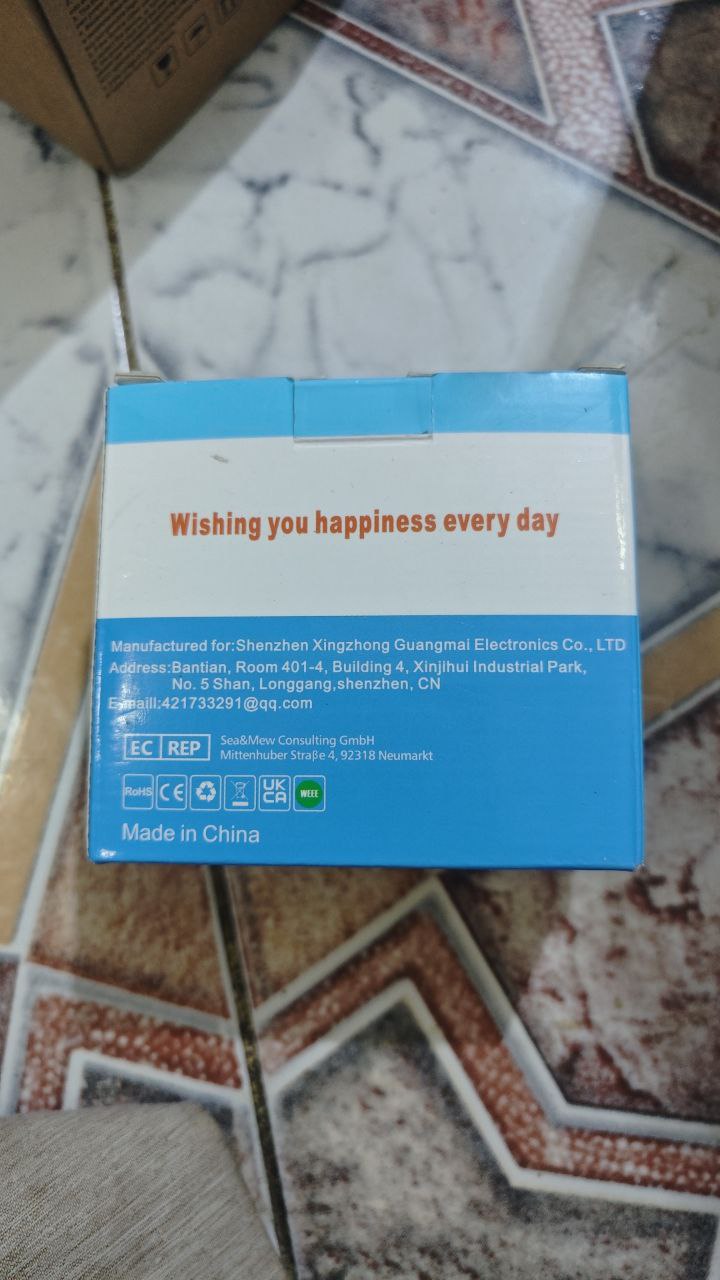 Wishing you happiness every day
Manufactured for:Shenzhen Xingzhong Guangmai Electronics Co., LTD
Address:Bantian, Room 401-4, Building 4, Xinjihui Industrial Park,
No. 5 Shan, Longgang,shenzhen, CN
E-maill:421733291@qq.com
EC REP
Sea&Mew Consulting GmbH
Mittenhuber Straße 4, 92318 Neumarkt
RoHS CE UK CA WEEE
Made in China